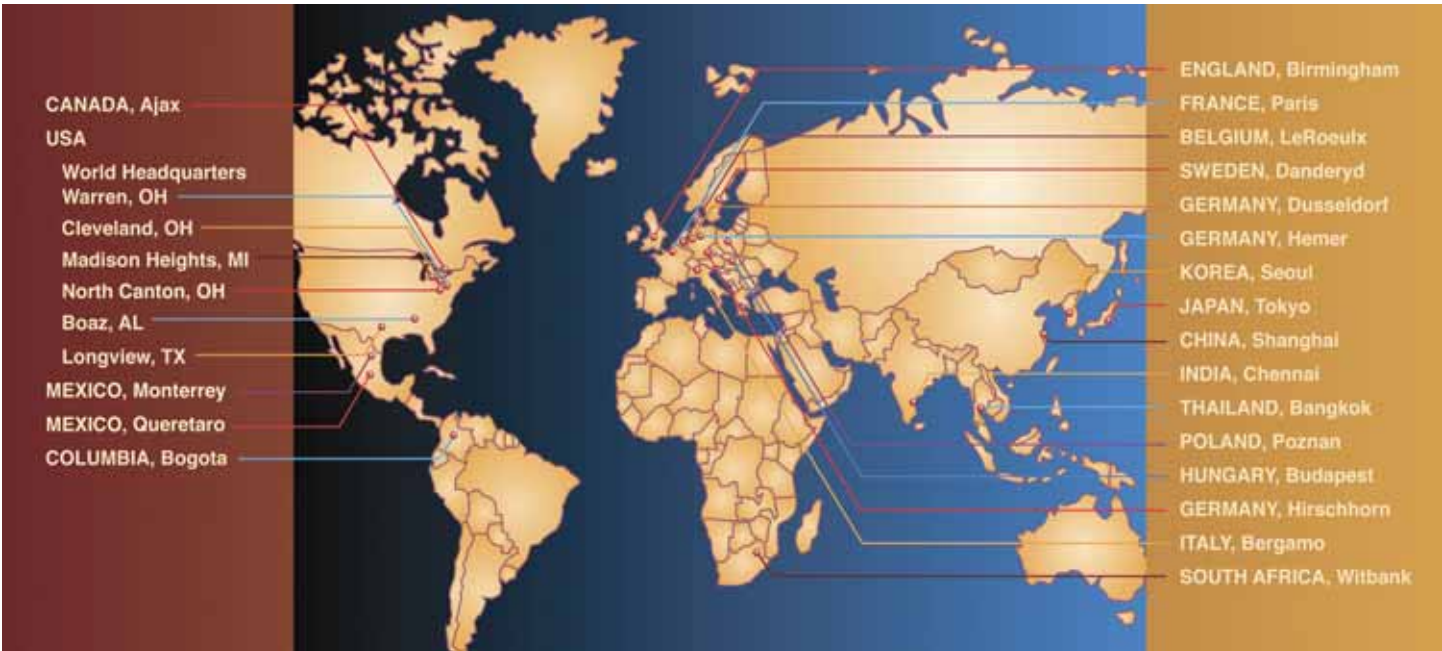 CANADA, Ajax
USA
World Headquarters
Warren, OH
Cleveland, OH
Madison Heights, MI
North Canton, OH
Boaz, AL
Longview, TX
MEXICO, Monterrey
MEXICO, Queretaro
COLUMBIA, Bogota
ENGLAND, Birmingham
FRANCE, Paris
BELGIUM, LeRoeulx
SWEDEN, Danderyd
GERMANY, Dusseldorf
GERMANY, Hemer
KOREA, Seoul
JAPAN, Tokyo
CHINA, Shanghai
INDIA, Chennai
THAILAND, Bangkok
POLAND, Poznan
HUNGARY, Budapest
GERMANY, Hirschhorn
ITALY, Bergamo
SOUTH AFRICA, Witbank